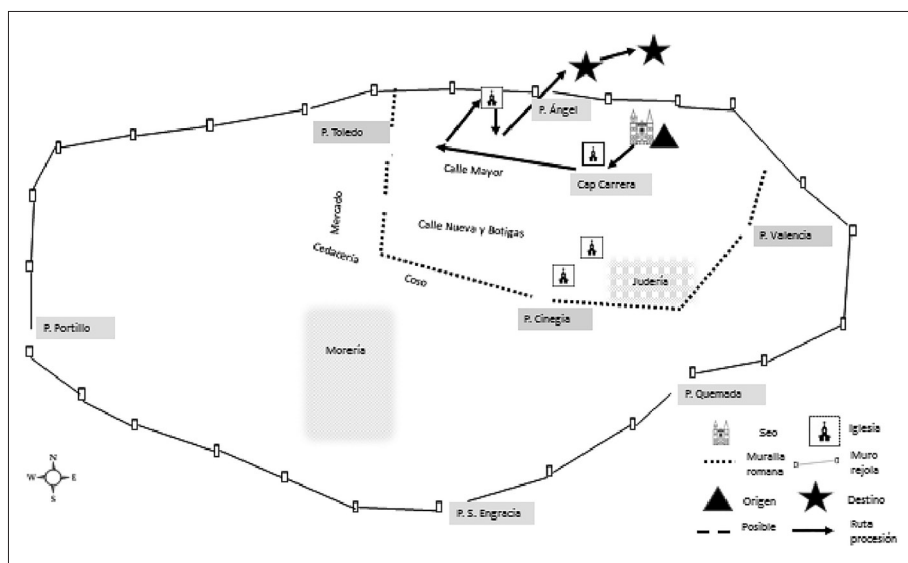 P. Ángel
P. Toledo
Calle Mayor
Cap Carrera
Mercado
Calle Nueva y Botigas
P. Valencia
Cedacería
Coso
Judería
P. Cinegia
P. Portillo
Morería
P. Quemada
P. S. Engracia
N
W
E
S
Seo
Iglesia
Muralla
romana
Muro
rejola
Origen
Destino
Posible
Ruta
procesión